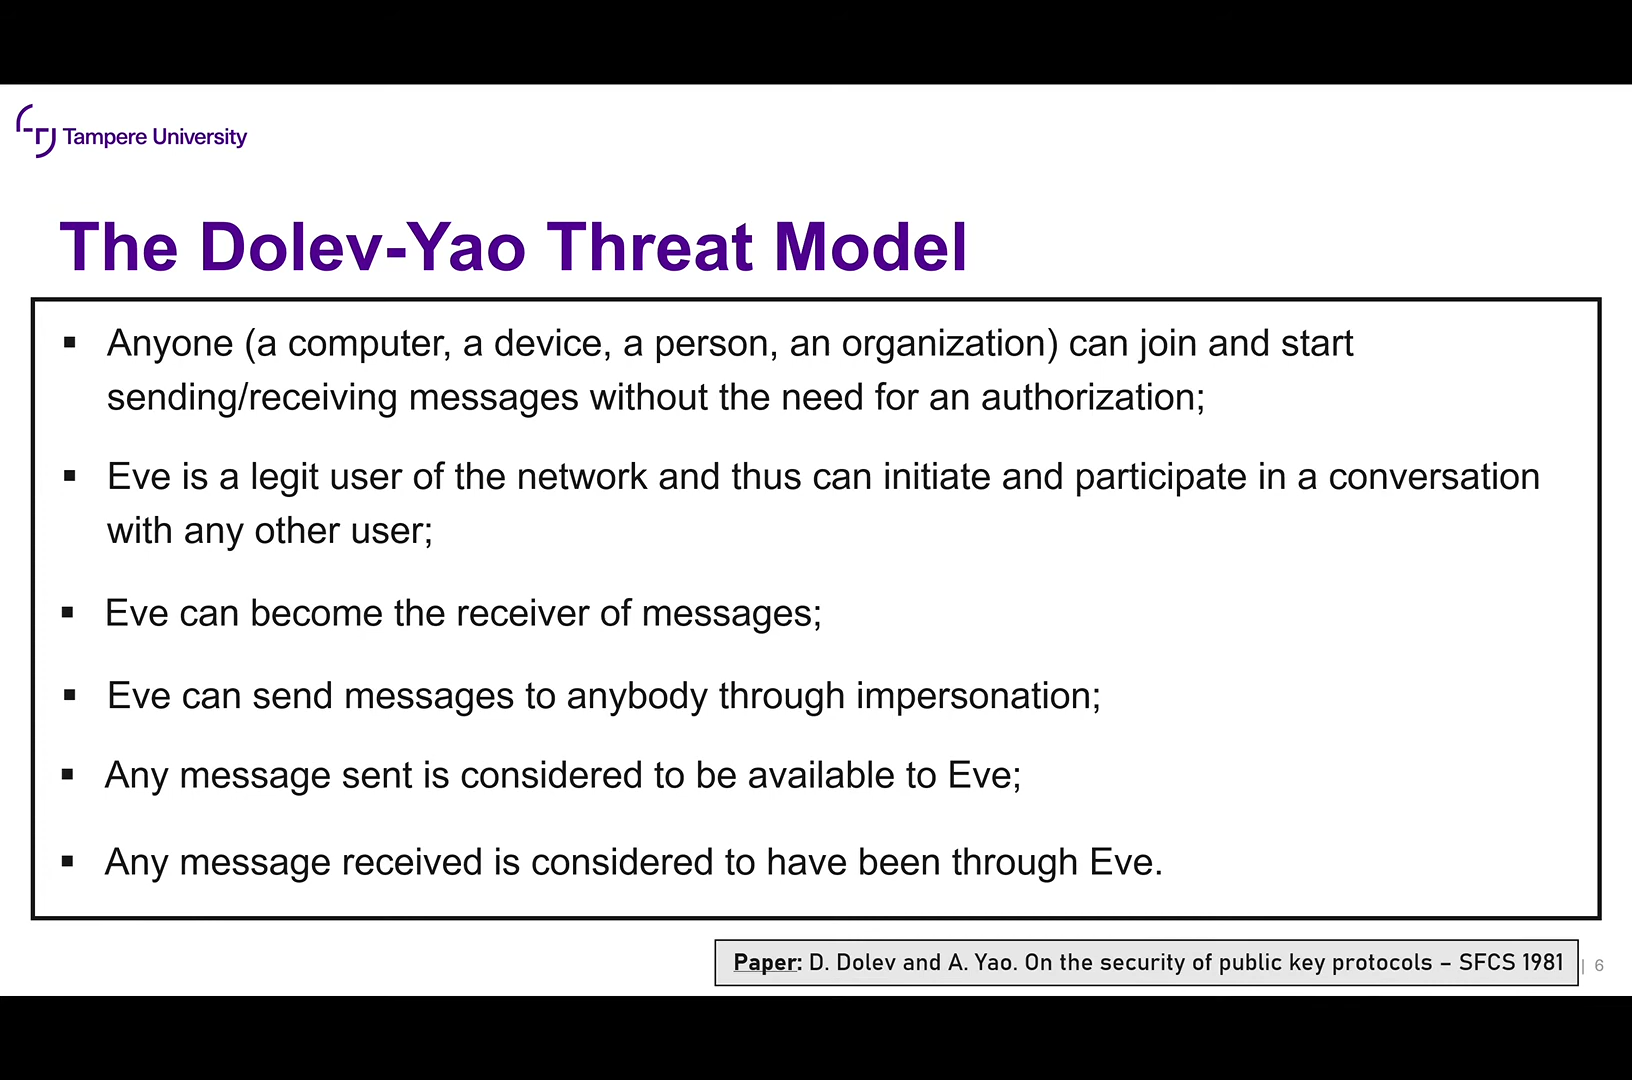 Tampere University
The Dolev-Yao Threat Model
▪ Anyone (a computer, a device, a person, an organization) can join and start
sending/receiving messages without the need for an authorization;
▪ Eve is a legit user of the network and thus can initiate and participate in a conversation
with any other user;
▪ Eve can become the receiver of messages;
▪ Eve can send messages to anybody through impersonation;
▪ Any message sent is considered to be available to Eve;
▪ Any message received is considered to have been through Eve.
Paper: D. Dolev and A. Yao. On the security of public key protocols – SFCS 1981 | 6